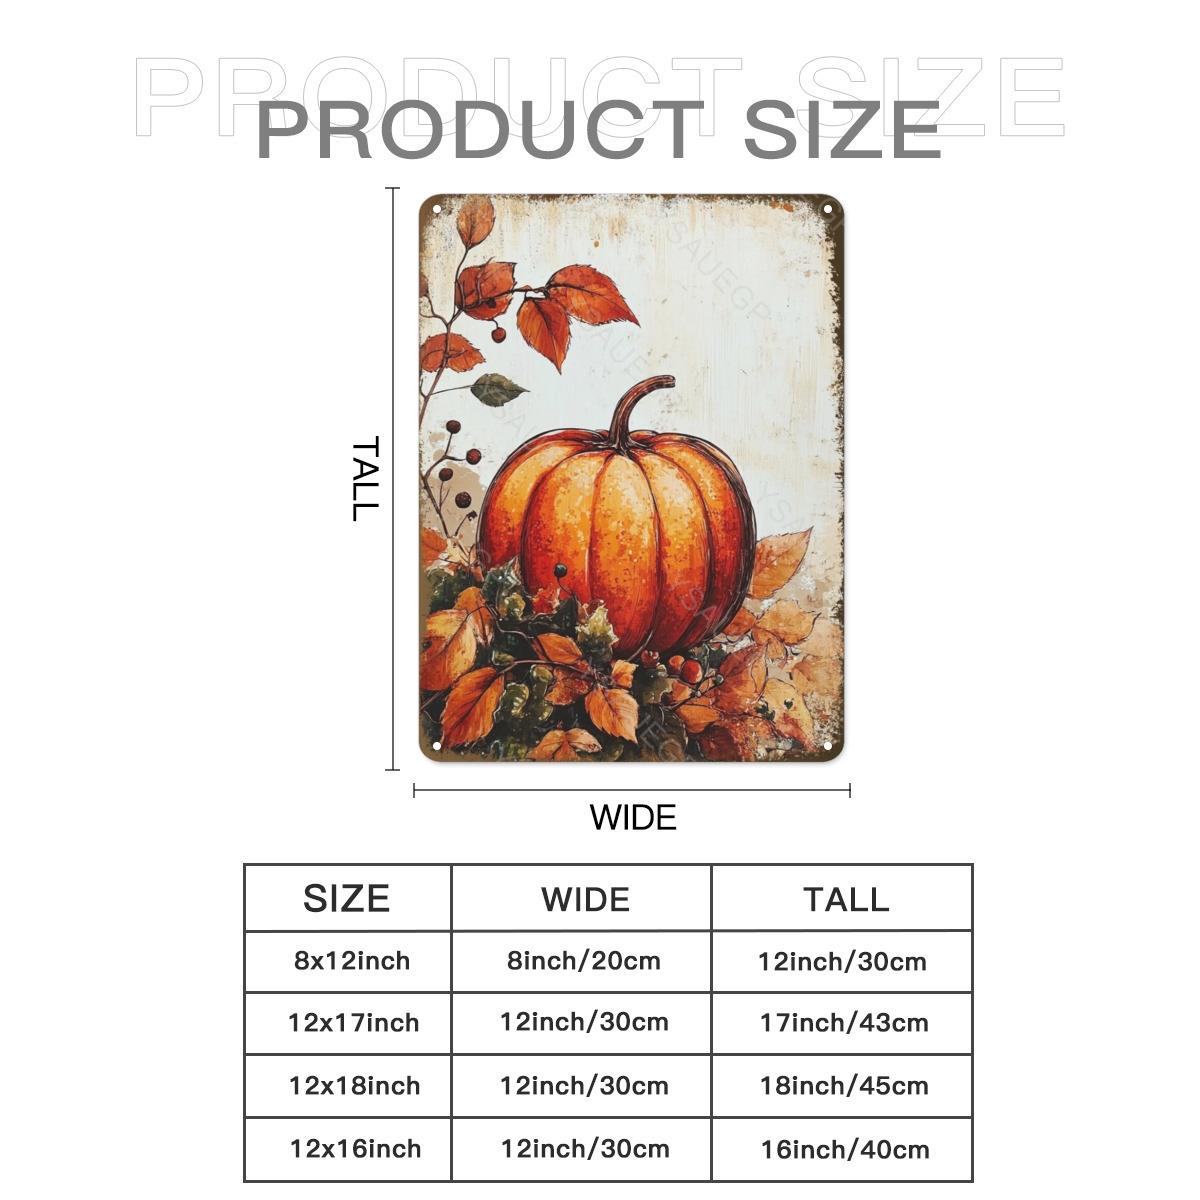 PRODUCT SIZE
PRODUCT SIZE
SAUEGP
TALL
WIDE
SIZE WIDE TALL
8x12inch 8inch/20cm 12inch/30cm
12x17inch 12inch/30cm 17inch/43cm
12x18inch 12inch/30cm 18inch/45cm
12x16inch 12inch/30cm 16inch/40cm